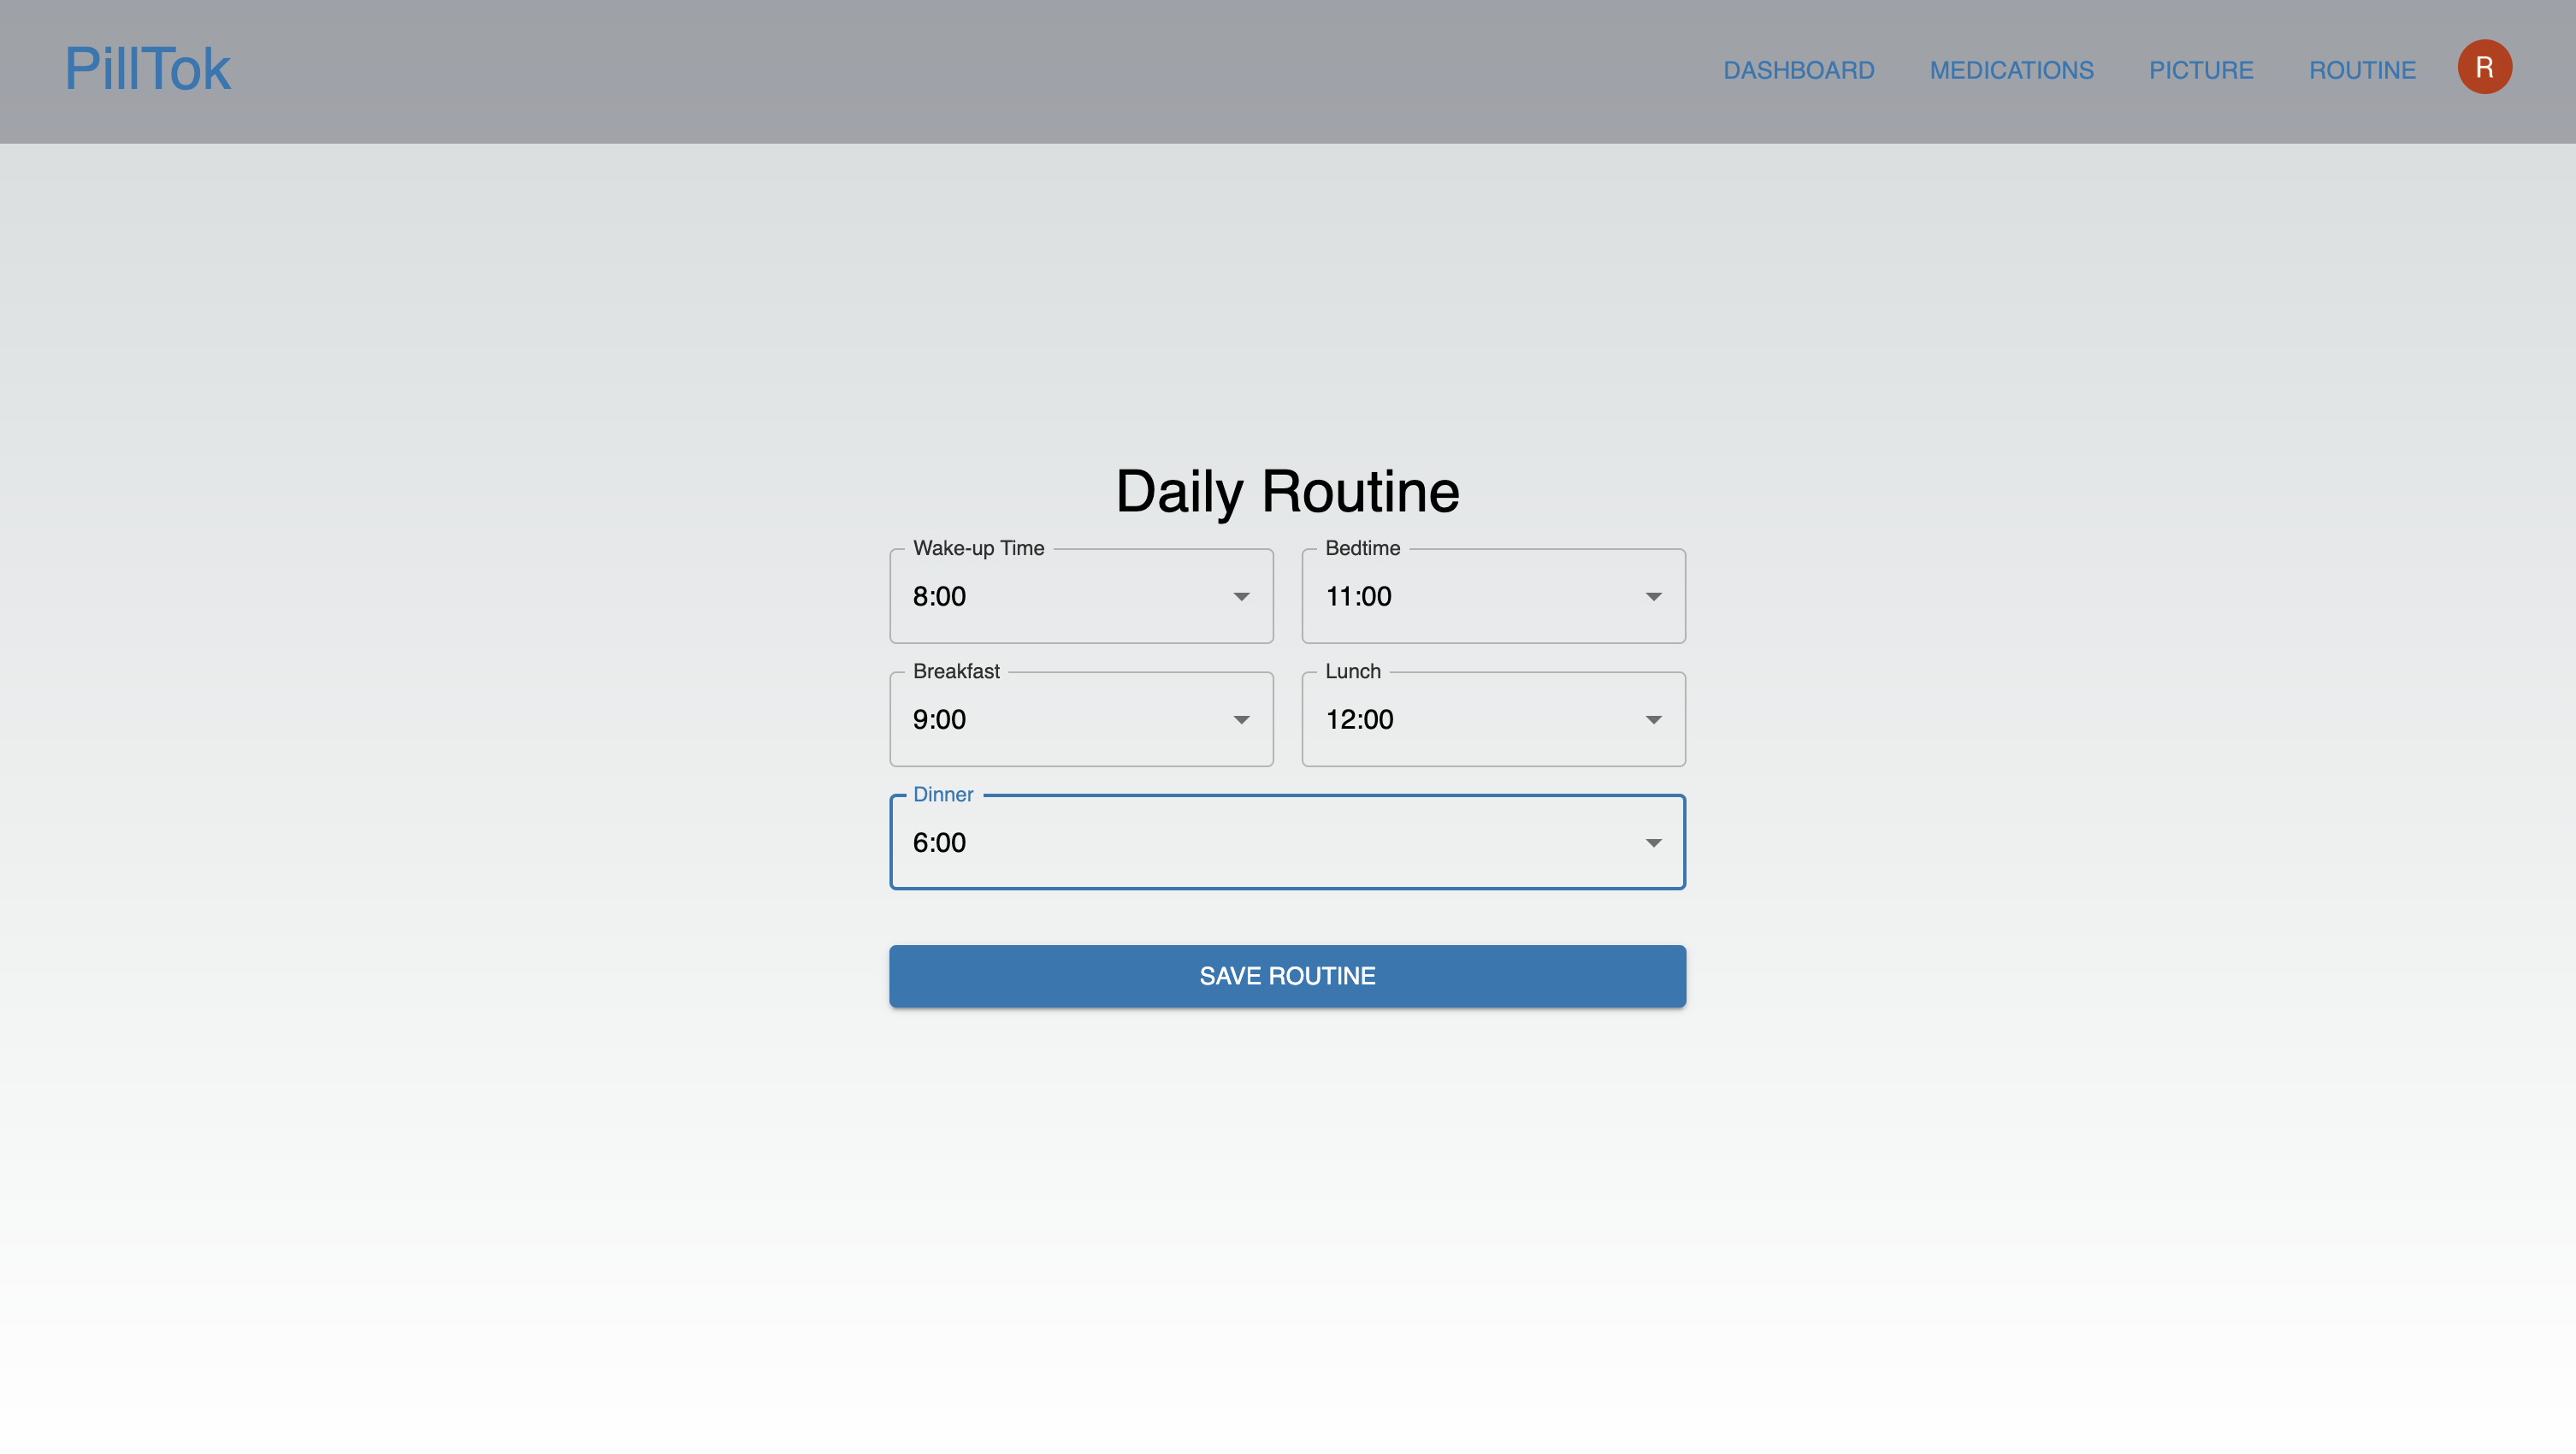 PillTok
DASHBOARD MEDICATIONS PICTURE ROUTINE R
Daily Routine
Wake-up Time Bedtime
8:00 11:00
Breakfast Lunch
9:00 12:00
Dinner
6:00
SAVE ROUTINE